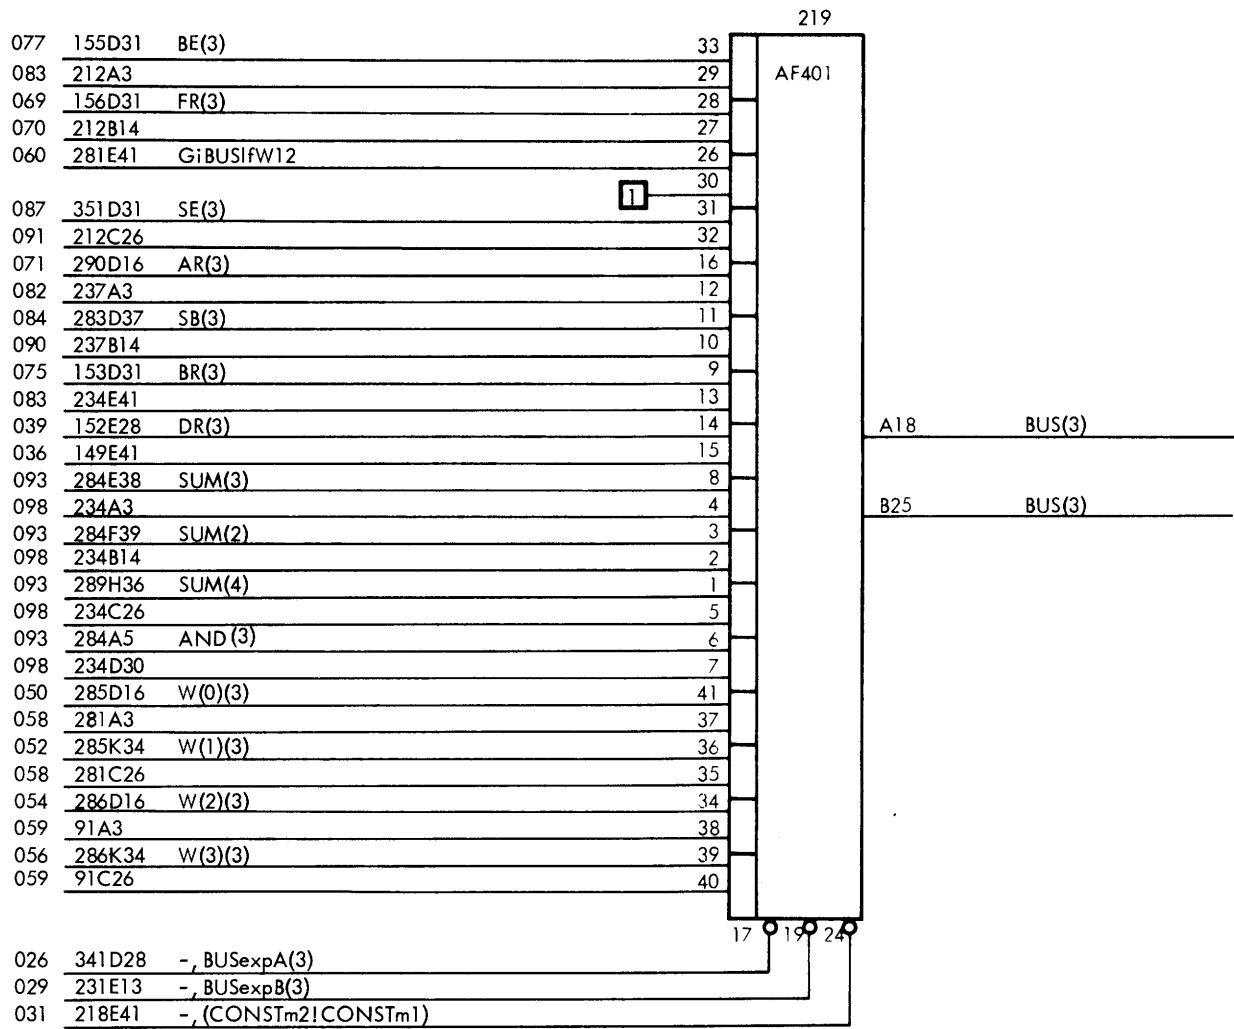 219
077 155D31 BE(3) 33
AF401
083 212A3 29
069 156D31 FR(3) 28
070 212B14 27
060 281E41 GiBUSlfW12 26
30
1
087 351D31 SE(3) 31
091 212C26 32
071 290D16 AR(3) 16
082 237A3 12
084 283D37 SB(3) 11
090 237B14 10
075 153D31 BR(3) 9
083 234E41 13
039 152E28 DR(3) 14
A18 BUS(3)
036 149E41 15
093 284E38 SUM(3) 8
098 234A3 4
B25 BUS(3)
093 284F39 SUM(2) 3
098 234B14 2
093 289H36 SUM(4) 1
098 234C26 5
093 284A5 AND(3) 6
098 234D30 7
050 285D16 W(0)(3) 41
058 281A3 37
052 285K34 W(1)(3) 36
058 281C26 35
054 286D16 W(2)(3) 34
059 91A3 38
056 286K34 W(3)(3) 39
059 91C26 40
17 19 24
026 341D28 -, BUSexpA(3)
029 231E13 -, BUSexpB(3)
031 218E41 -, (CONSTm2!CONSTm1)